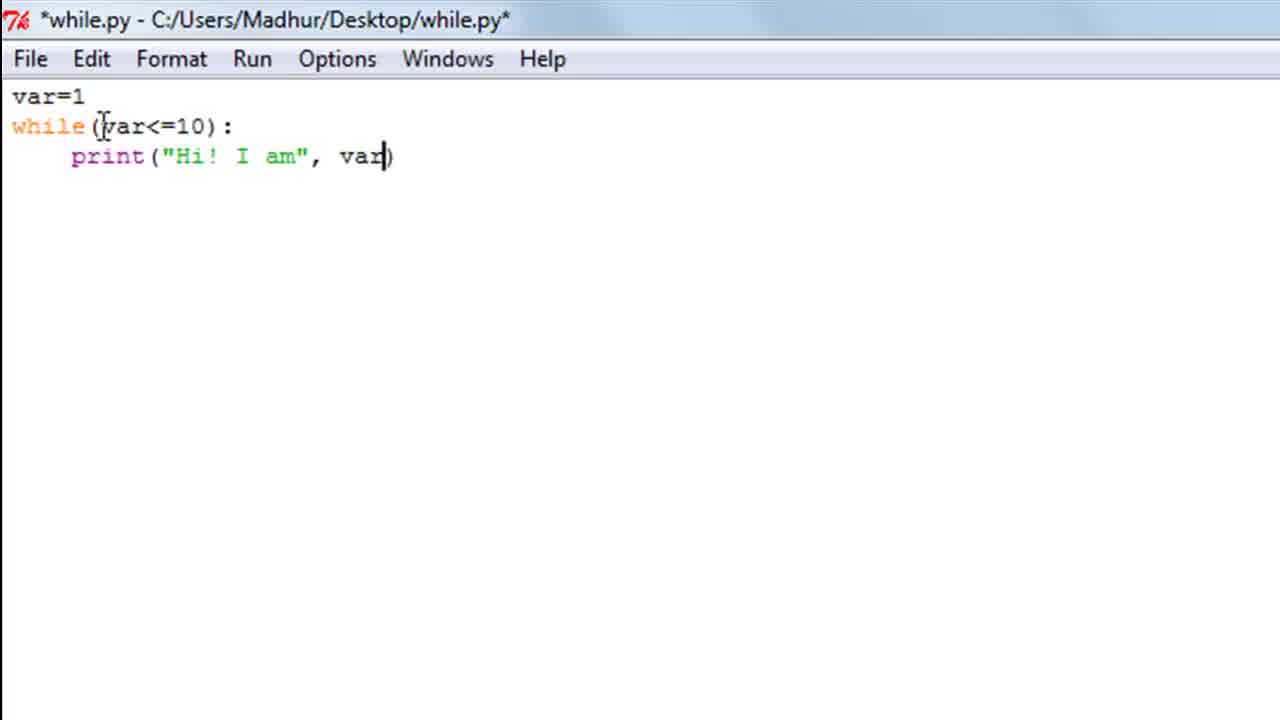 *while.py - C:/Users/Madhur/Desktop/while.py*
File Edit Format Run Options Windows Help
var=1
while(var<=10):
    print("Hi! I am", var)